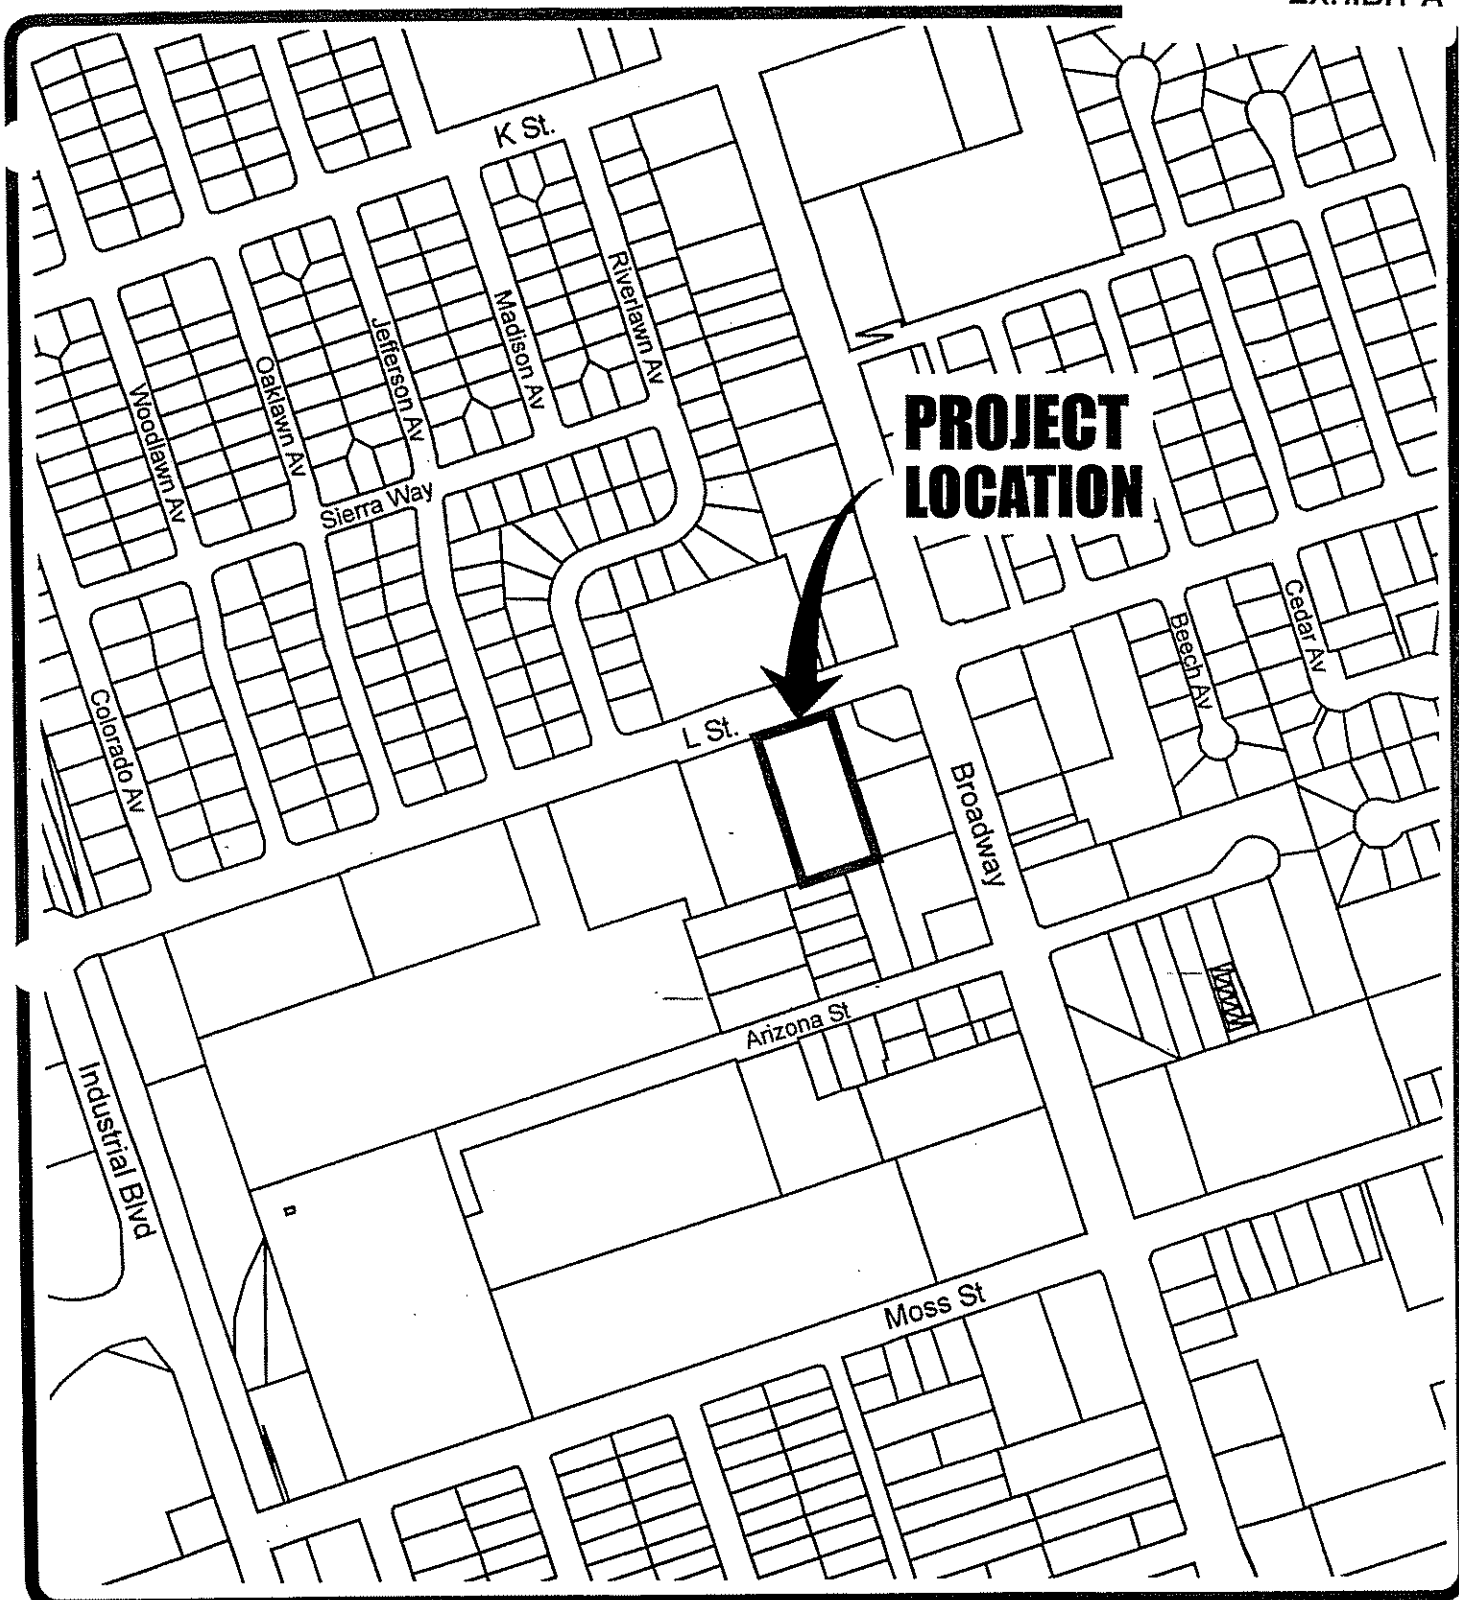 K St.
Riverlawn Av
Madison Av
Jefferson Av
Oaklawn Av
Woodlawn Av
PROJECT
LOCATION
Sierra Way
Cedar Av
Beech Av
Colorado Av
L St.
Broadway
Arizona St
Industrial Blvd
Moss St